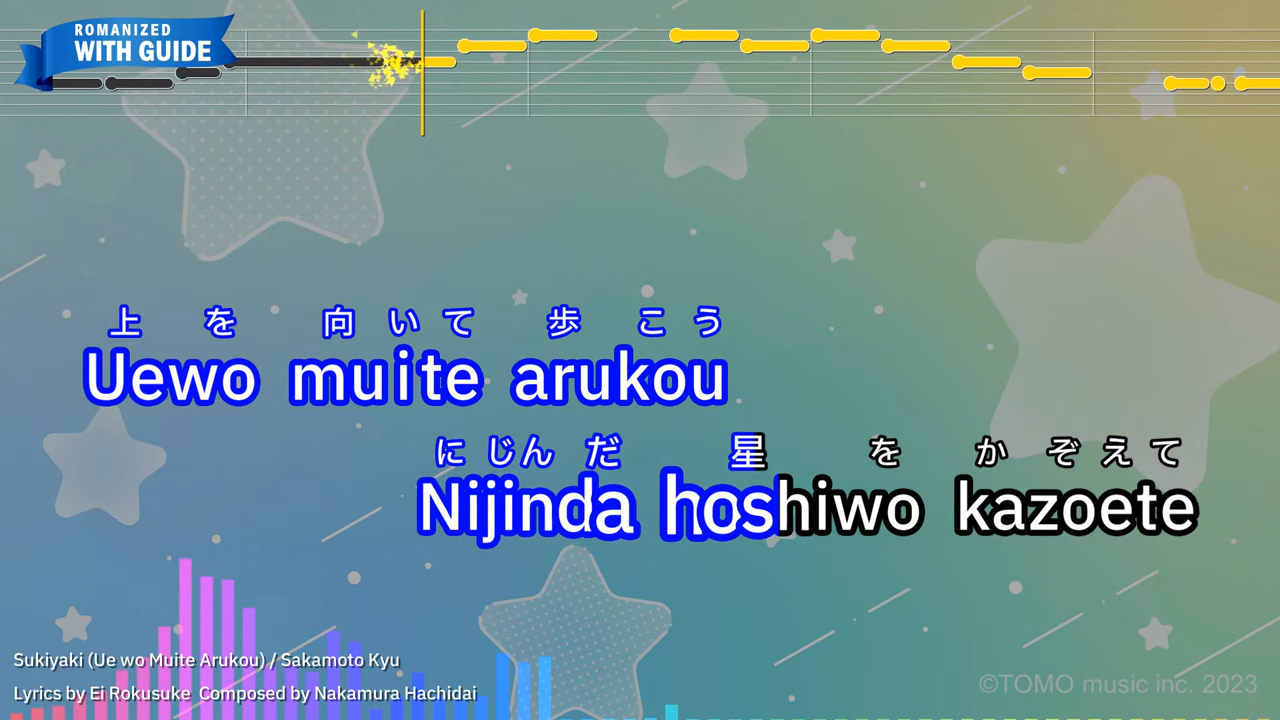 ROMANIZED
WITH GUIDE
上を 向いて 歩こう
Uewo muite arukou
にじんだ 星を かぞえて
Nijinda hoshiwo kazoete
Sukiyaki (Ue wo Muite Arukou) / Sakamoto Kyu
Lyrics by Ei Rokusuke Composed by Nakamura Hachidai
©TOMO music inc. 2023